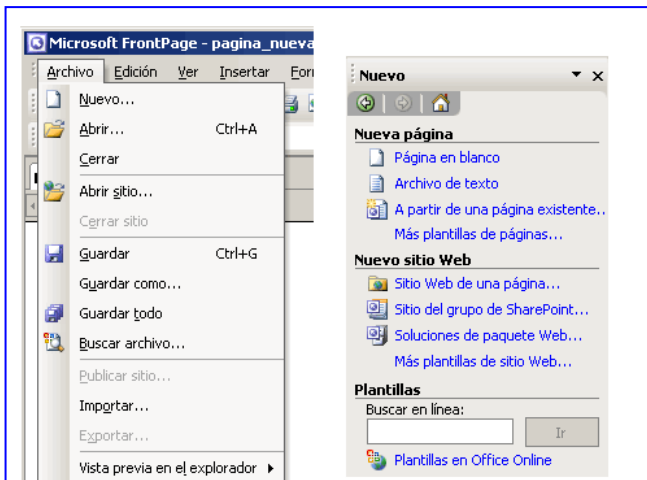 Microsoft FrontPage - pagina_nueva
Archivo Edición Ver Insertar
Nuevo...
Abrir... Ctrl+A
Cerrar
Abrir sitio...
Cerrar sitio
Guardar Ctrl+G
Guardar como...
Guardar todo
Buscar archivo...
Publicar sitio...
Importar...
Exportar...
Vista previa en el explorador
Nuevo
Nueva página
Página en blanco
Archivo de texto
A partir de una página existente..
Más plantillas de páginas...
Nuevo sitio Web
Sitio Web de una página...
Sitio del grupo de SharePoint...
Soluciones de paquete Web...
Más plantillas de sitio Web...
Plantillas
Buscar en línea:
Ir
Plantillas en Office Online